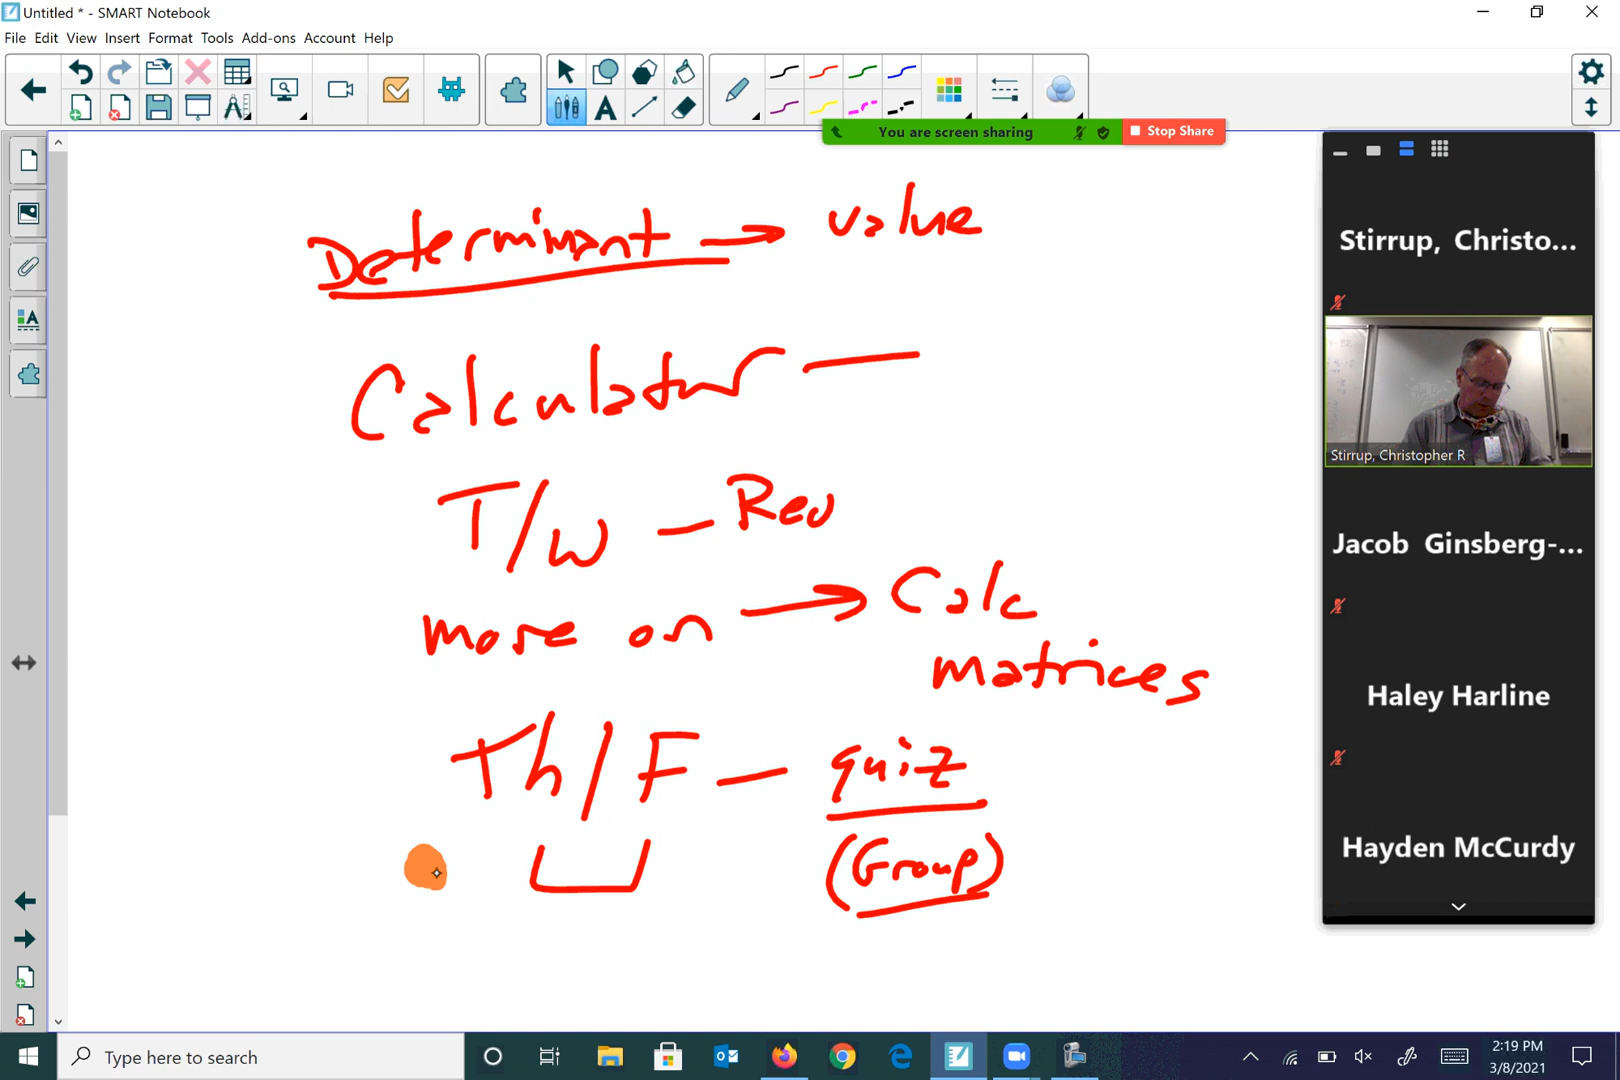 Untitled * - SMART Notebook
File Edit View Insert Format Tools Add-ons Account Help
You are screen sharing
Stop Share
Determinant → value
Calculator —
T/W — Rev
more on → Calc
matrices
Th/F — quiz
(Group)
Stirrup, Christo...
Stirrup, Christopher R
Jacob Ginsberg-...
Haley Harline
Hayden McCurdy
Type here to search
2:19 PM
3/8/2021